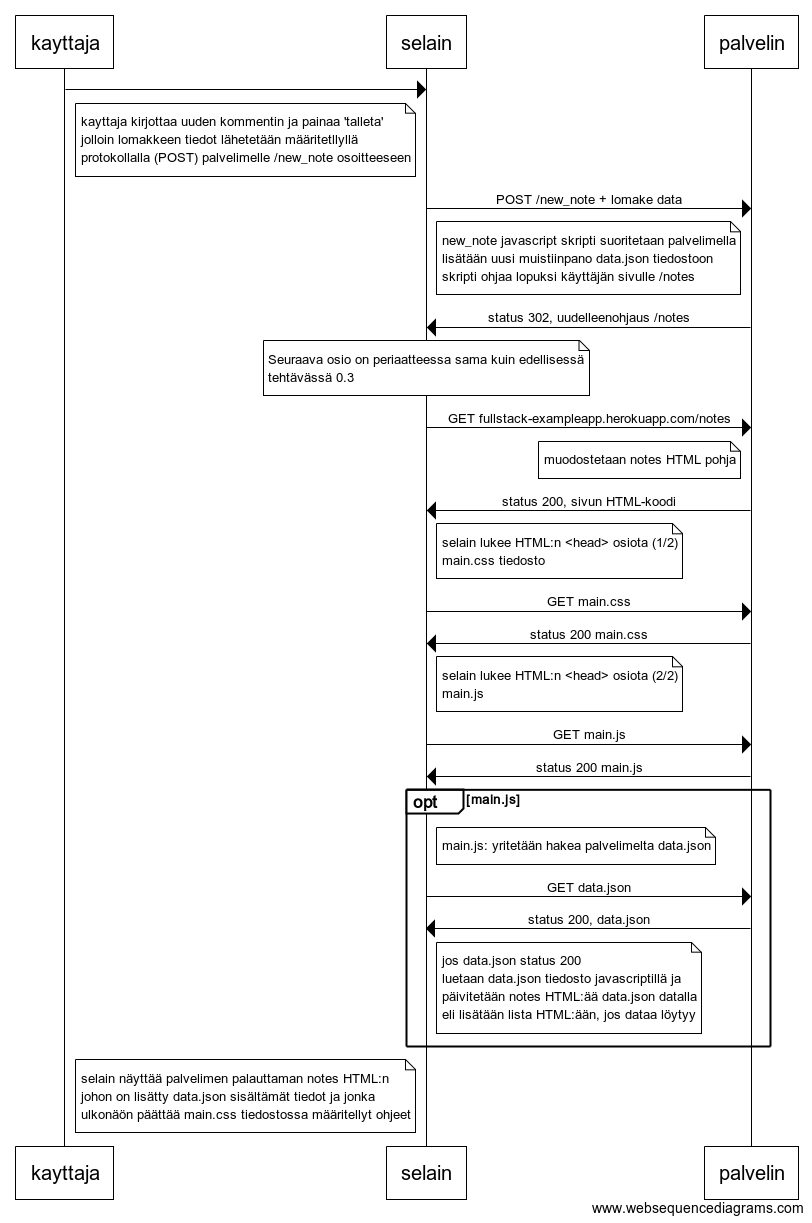 kayttaja
selain
palvelin
kayttaja kirjottaa uuden kommentin ja painaa 'talleta'
jolloin lomakkeen tiedot lähetetään määritetllyllä
protokollalla (POST) palvelimelle /new_note osoitteeseen
POST /new_note + lomake data
new_note javascript skripti suoritetaan palvelimella
lisätään uusi muistiinpano data.json tiedostoon
skripti ohjaa lopuksi käyttäjän sivulle /notes
status 302, uudelleenohjaus /notes
Seuraava osio on periaatteessa sama kuin edellisessä
tehtävässä 0.3
GET fullstack-exampleapp.herokuapp.com/notes
muodostetaan notes HTML pohja
status 200, sivun HTML-koodi
selain lukee HTML:n <head> osiota (1/2)
main.css tiedosto
GET main.css
status 200 main.css
selain lukee HTML:n <head> osiota (2/2)
main.js
GET main.js
status 200 main.js
opt [main.js]
main.js: yritetään hakea palvelimelta data.json
GET data.json
status 200, data.json
jos data.json status 200
luetaan data.json tiedosto javascriptillä ja
päivitetään notes HTML:ää data.json datalla
eli lisätään lista HTML:ään, jos dataa löytyy
selain näyttää palvelimen palauttaman notes HTML:n
johon on lisätty data.json sisältämät tiedot ja jonka
ulkonäön päättää main.css tiedostossa määritellyt ohjeet
kayttaja
selain
palvelin
www.websequencediagrams.com